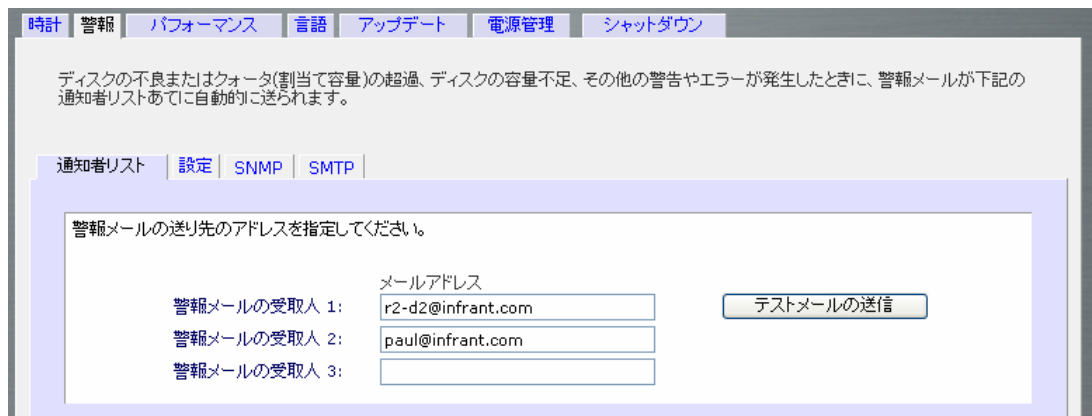 時計 警報 パフォーマンス 言語 アップデート 電源管理 シャットダウン
ディスクの不良またはクォータ(割当て容量)の超過、ディスクの容量不足、その他の警告やエラーが発生したときに、警報メールが下記の
通知者リストあてに自動的に送られます。
通知者リスト 設定 SNMP SMTP
警報メールの送り先のアドレスを指定してください。
メールアドレス
警報メールの受取人 1: r2-d2@infrant.com テストメールの送信
警報メールの受取人 2: paul@infrant.com
警報メールの受取人 3: